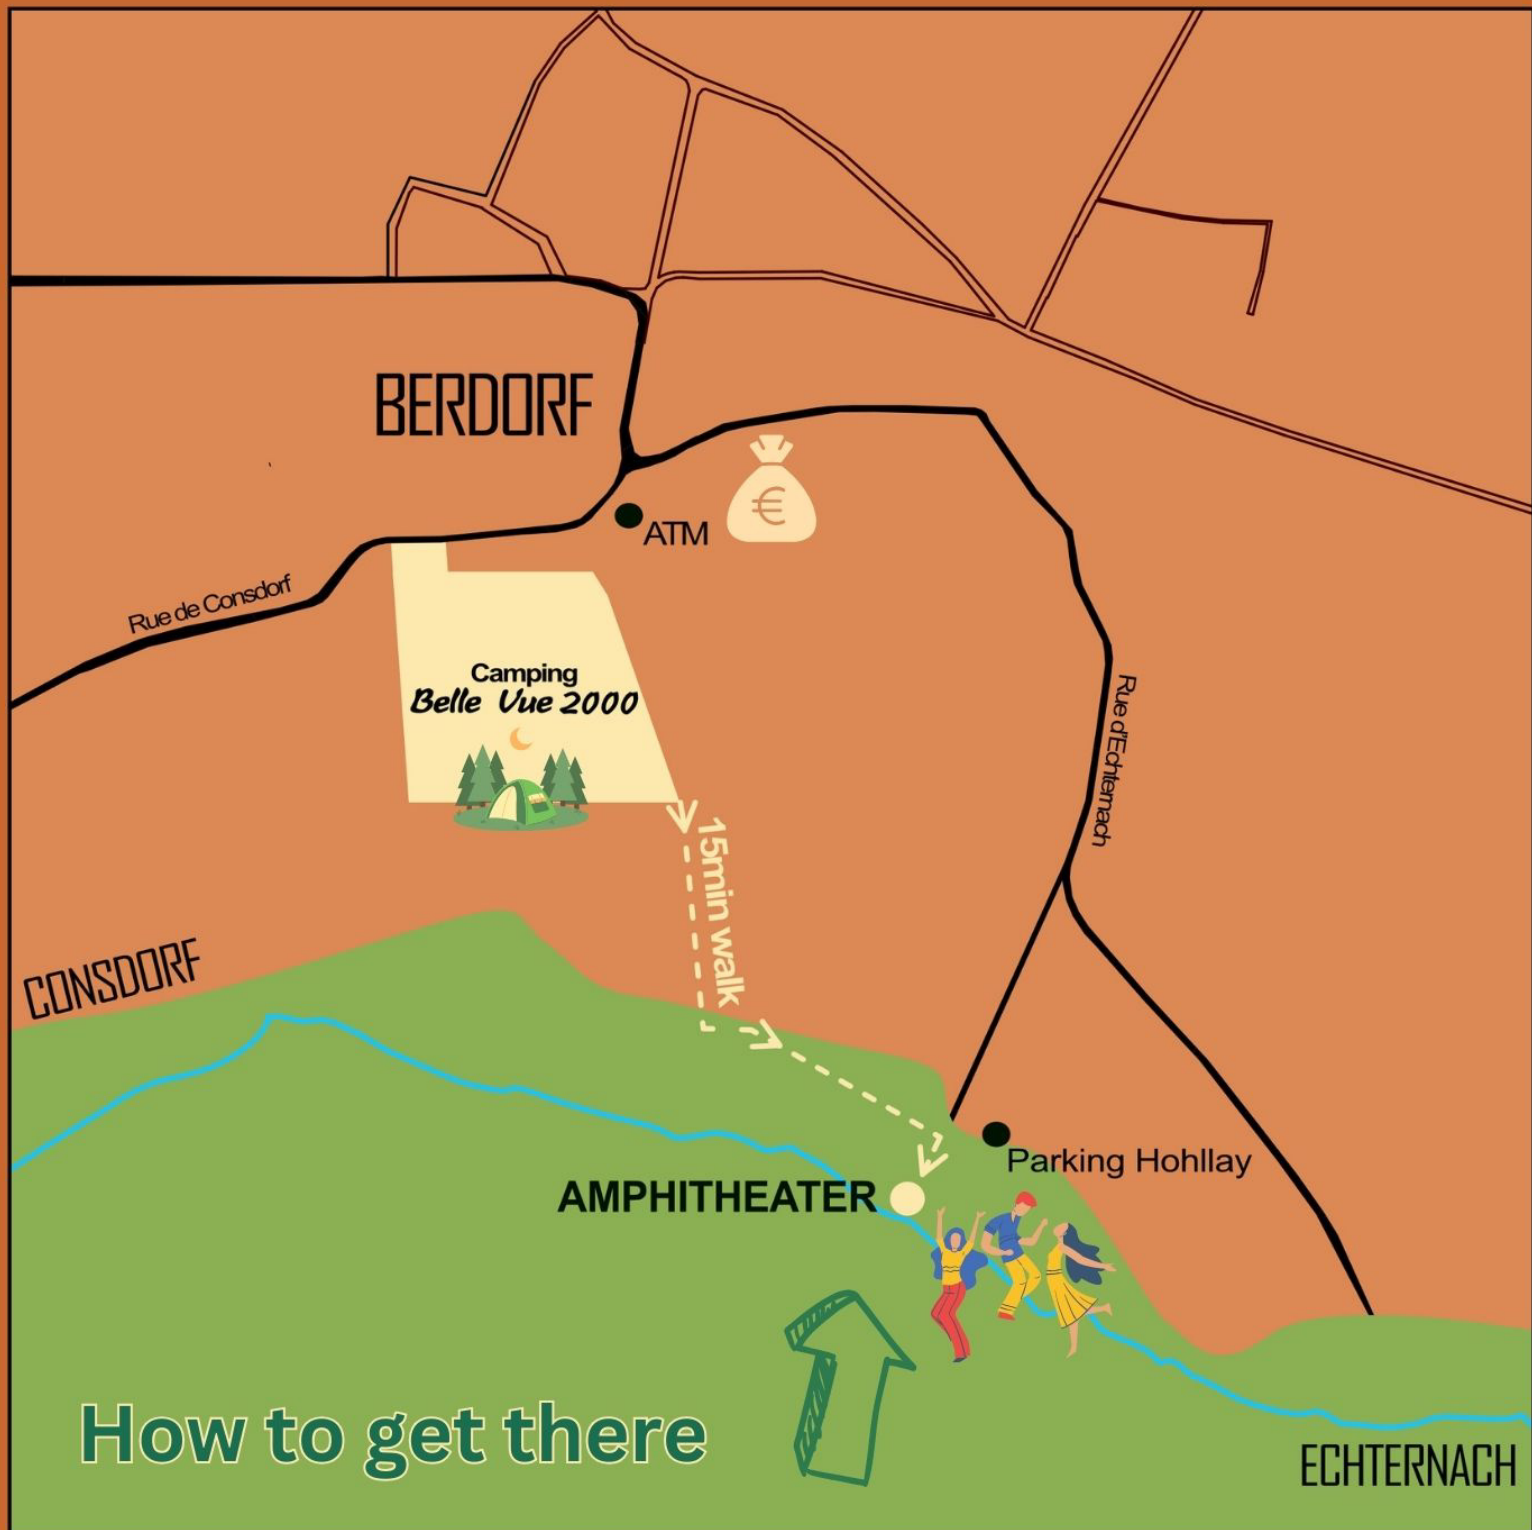 BERDORF
€
ATM
Rue de Consdorf
Camping
Belle Vue 2000
Rue d'Echternach
15min walk
CONSDORF
Parking Hohllay
AMPHITHEATER
How to get there
ECHTERNACH